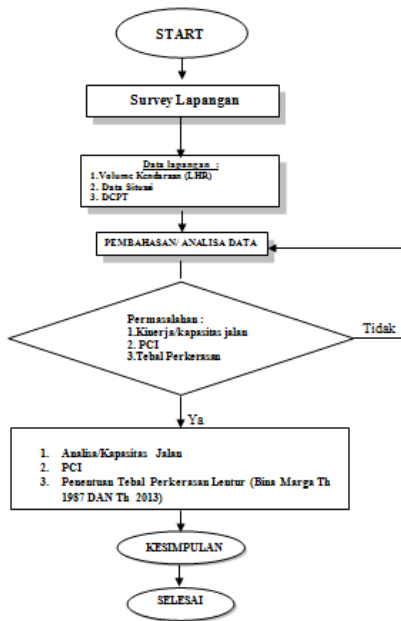 START
Survey Lapangan
Data lapangan :
1.Volume Kendaraan (LHR)
2. Data Situasi
3. DCPT
PEMBAHASAN/ ANALISA DATA
Permasalahan :
1.Kinerja/kapasitas jalan
2. PCI
3.Tebal Perkerasan
Tidak
Ya
1. Analisa/Kapasitas Jalan
2. PCI
3. Penentuan Tebal Perkerasan Lentur (Bina Marga Th
1987 DAN Th 2013)
KESIMPULAN
SELESAI